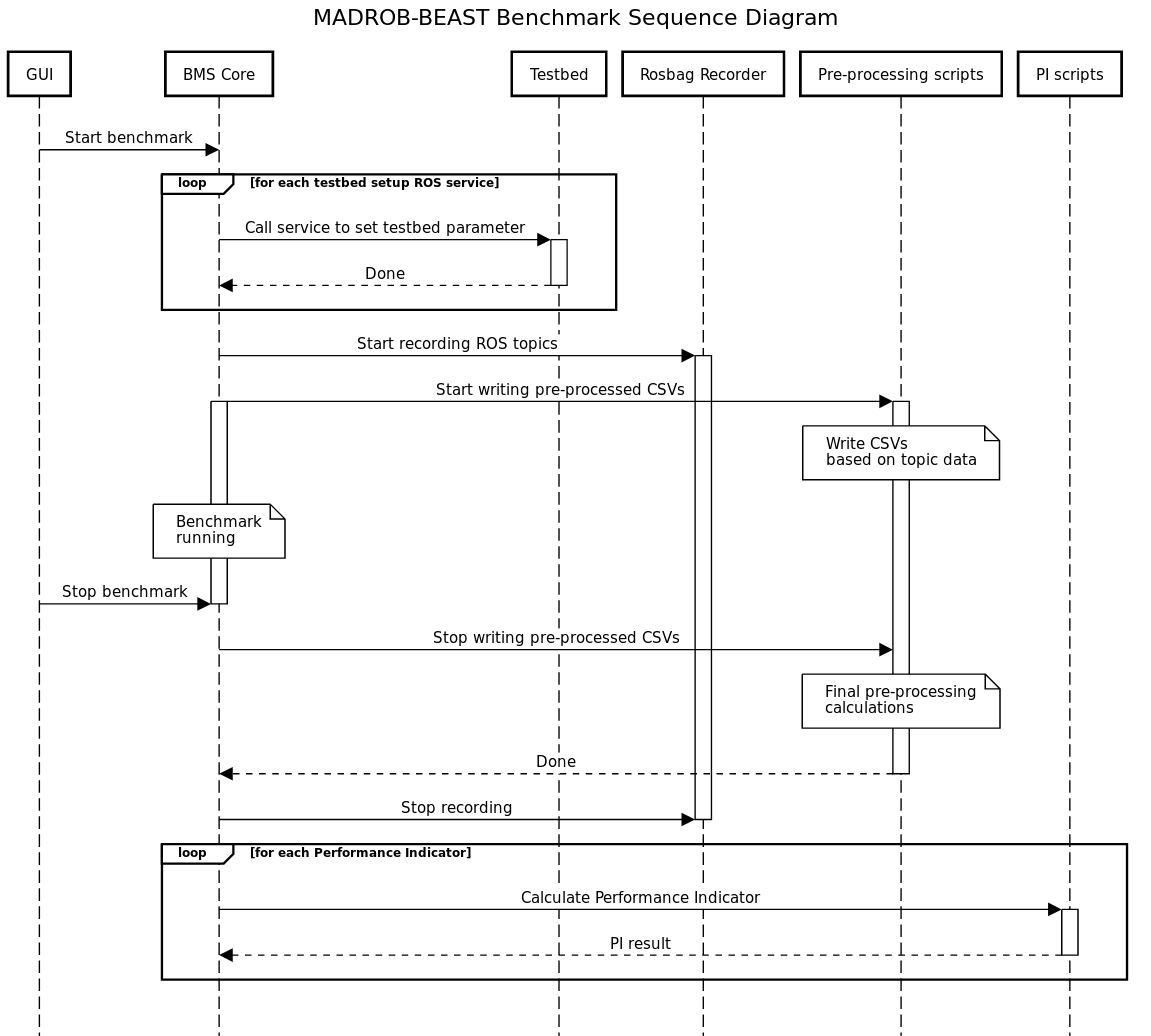 MADROB-BEAST Benchmark Sequence Diagram
GUI
BMS Core
Testbed
Rosbag Recorder
Pre-processing scripts
PI scripts
Start benchmark
loop
[for each testbed setup ROS service]
Call service to set testbed parameter
Done
Start recording ROS topics
Start writing pre-processed CSVs
Write CSVs
based on topic data
Benchmark
running
Stop benchmark
Stop writing pre-processed CSVs
Final pre-processing
calculations
Done
Stop recording
loop
[for each Performance Indicator]
Calculate Performance Indicator
PI result